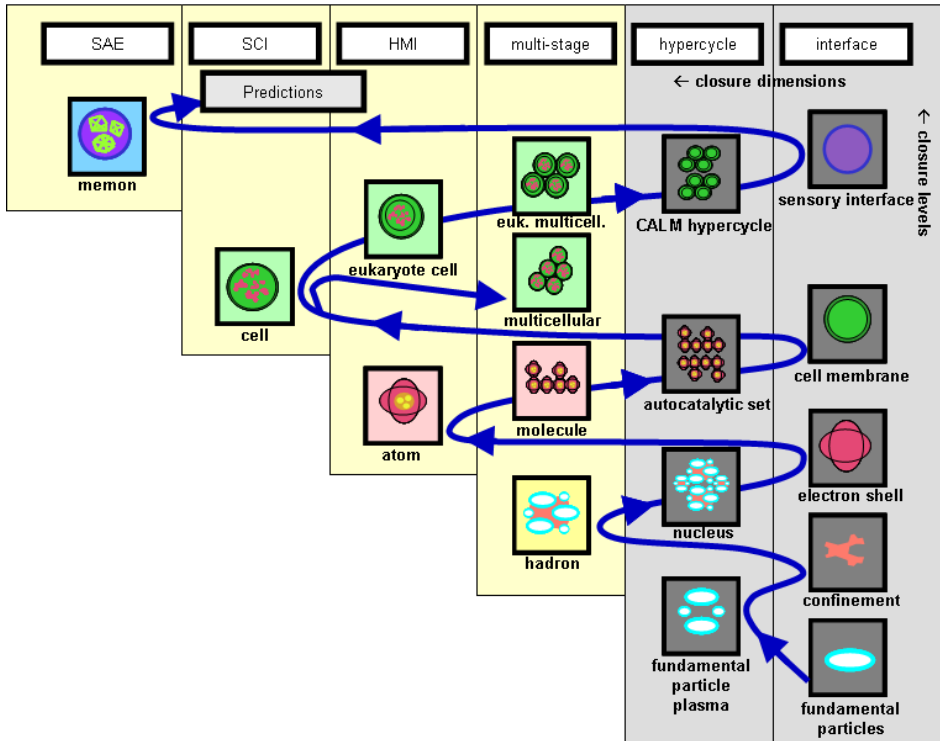 SAE
SCI
HMI
multi-stage
hypercycle
interface
Predictions
← closure dimensions
← closure levels
memon
sensory interface
euk. multicell.
CALM hypercycle
eukaryote cell
cell
multicellular
cell membrane
autocatalytic set
molecule
atom
electron shell
nucleus
hadron
confinement
fundamental
particle
plasma
fundamental
particles